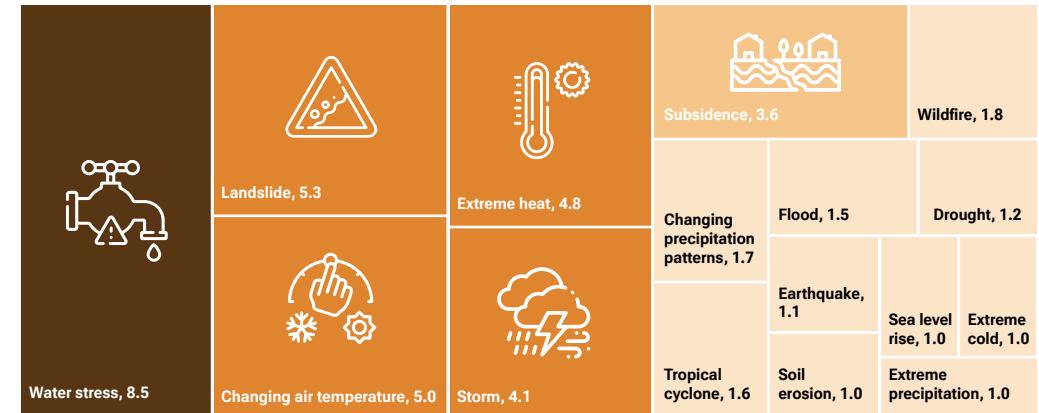 Water stress, 8.5
Landslide, 5.3
Changing air temperature, 5.0
Extreme heat, 4.8
Storm, 4.1
Subsidence, 3.6
Wildfire, 1.8
Changing
precipitation
patterns, 1.7
Tropical
cyclone, 1.6
Flood, 1.5
Drought, 1.2
Earthquake,
1.1
Soil
erosion, 1.0
Sea level
rise, 1.0
Extreme
cold, 1.0
Extreme
precipitation, 1.0